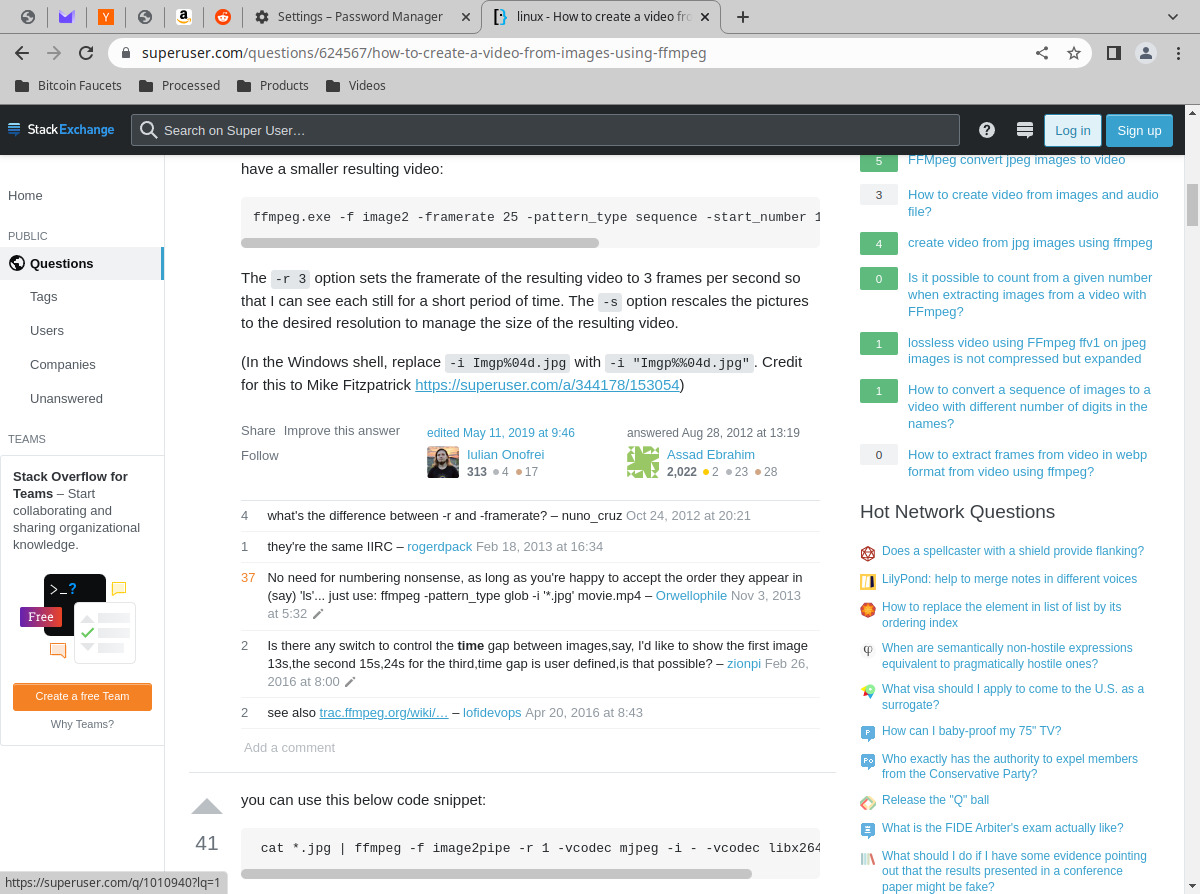 Settings – Password Manager
linux - How to create a video fro
superuser.com/questions/624567/how-to-create-a-video-from-images-using-ffmpeg
Bitcoin Faucets
Processed
Products
Videos
StackExchange
Search on Super User…
Log in
Sign up
Home
PUBLIC
Questions
Tags
Users
Companies
Unanswered
TEAMS
Stack Overflow for
Teams – Start
collaborating and
sharing organizational
knowledge.
>_?
Free
Create a free Team
Why Teams?
have a smaller resulting video:
ffmpeg.exe -f image2 -framerate 25 -pattern_type sequence -start_number 1
The -r 3 option sets the framerate of the resulting video to 3 frames per second so
that I can see each still for a short period of time. The -s option rescales the pictures
to the desired resolution to manage the size of the resulting video.
(In the Windows shell, replace -i Imgp%04d.jpg with -i "Imgp%%04d.jpg". Credit
for this to Mike Fitzpatrick https://superuser.com/a/344178/153054)
Share Improve this answer
Follow
edited May 11, 2019 at 9:46
Iulian Onofrei
313 4 17
answered Aug 28, 2012 at 13:19
Assad Ebrahim
2,022 2 23 28
4 what's the difference between -r and -framerate? – nuno_cruz Oct 24, 2012 at 20:21
1 they're the same IIRC – rogerdpack Feb 18, 2013 at 16:34
37 No need for numbering nonsense, as long as you're happy to accept the order they appear in
(say) 'ls'... just use: ffmpeg -pattern_type glob -i '*.jpg' movie.mp4 – Orwellophile Nov 3, 2013
at 5:32
2 Is there any switch to control the time gap between images,say, I'd like to show the first image
13s,the second 15s,24s for the third,time gap is user defined,is that possible? – zionpi Feb 26,
2016 at 8:00
2 see also trac.ffmpeg.org/wiki/… – lofidevops Apr 20, 2016 at 8:43
Add a comment
41
you can use this below code snippet:
cat *.jpg | ffmpeg -f image2pipe -r 1 -vcodec mjpeg -i - -vcodec libx264
5 FFMpeg convert jpeg images to video
3 How to create video from images and audio
file?
4 create video from jpg images using ffmpeg
0 Is it possible to count from a given number
when extracting images from a video with
FFmpeg?
1 lossless video using FFmpeg ffv1 on jpeg
images is not compressed but expanded
1 How to convert a sequence of images to a
video with different number of digits in the
names?
0 How to extract frames from video in webp
format from video using ffmpeg?
Hot Network Questions
Does a spellcaster with a shield provide flanking?
LilyPond: help to merge notes in different voices
How to replace the element in list of list by its
ordering index
When are semantically non-hostile expressions
equivalent to pragmatically hostile ones?
What visa should I apply to come to the U.S. as a
surrogate?
How can I baby-proof my 75" TV?
Who exactly has the authority to expel members
from the Conservative Party?
Release the "Q" ball
What is the FIDE Arbiter's exam actually like?
What should I do if I have some evidence pointing
out that the results presented in a conference
paper might be fake?
https://superuser.com/q/1010940?lq=1